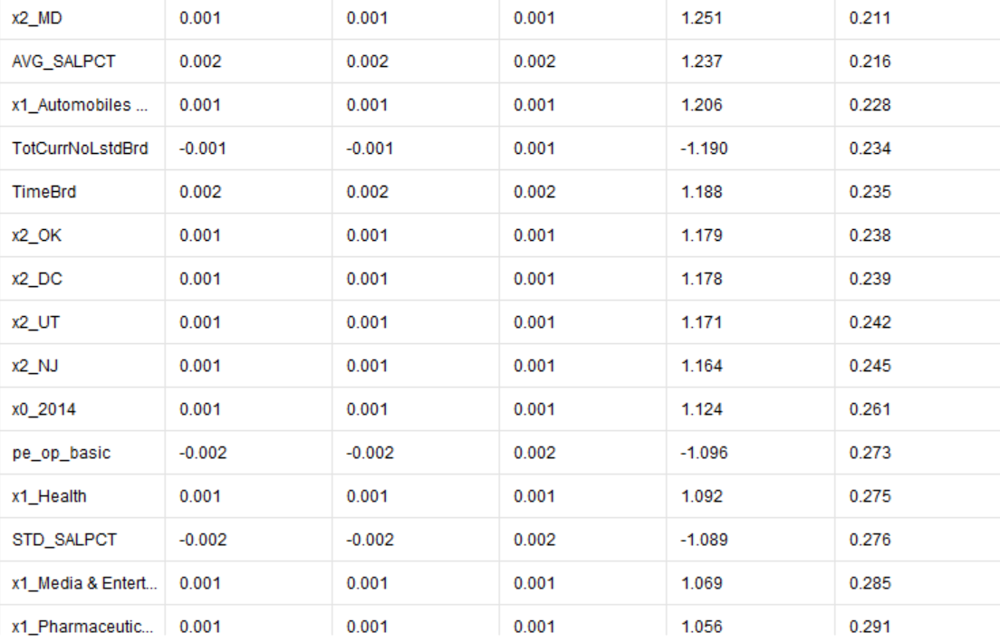 x2_MD 0.001 0.001 0.001 1.251 0.211
AVG_SALPCT 0.002 0.002 0.002 1.237 0.216
x1_Automobiles ... 0.001 0.001 0.001 1.206 0.228
TotCurrNoLstdBrd -0.001 -0.001 0.001 -1.190 0.234
TimeBrd 0.002 0.002 0.002 1.188 0.235
x2_OK 0.001 0.001 0.001 1.179 0.238
x2_DC 0.001 0.001 0.001 1.178 0.239
x2_UT 0.001 0.001 0.001 1.171 0.242
x2_NJ 0.001 0.001 0.001 1.164 0.245
x0_2014 0.001 0.001 0.001 1.124 0.261
pe_op_basic -0.002 -0.002 0.002 -1.096 0.273
x1_Health 0.001 0.001 0.001 1.092 0.275
STD_SALPCT -0.002 -0.002 0.002 -1.089 0.276
x1_Media & Entert... 0.001 0.001 0.001 1.069 0.285
x1_Pharmaceutic... 0.001 0.001 0.001 1.056 0.291